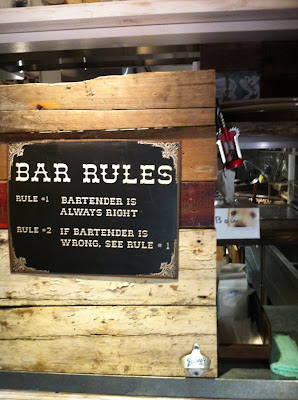 BAR RULES
RULE #1 BARTENDER IS
ALWAYS RIGHT
RULE #2 IF BARTENDER IS
WRONG, SEE RULE # 1